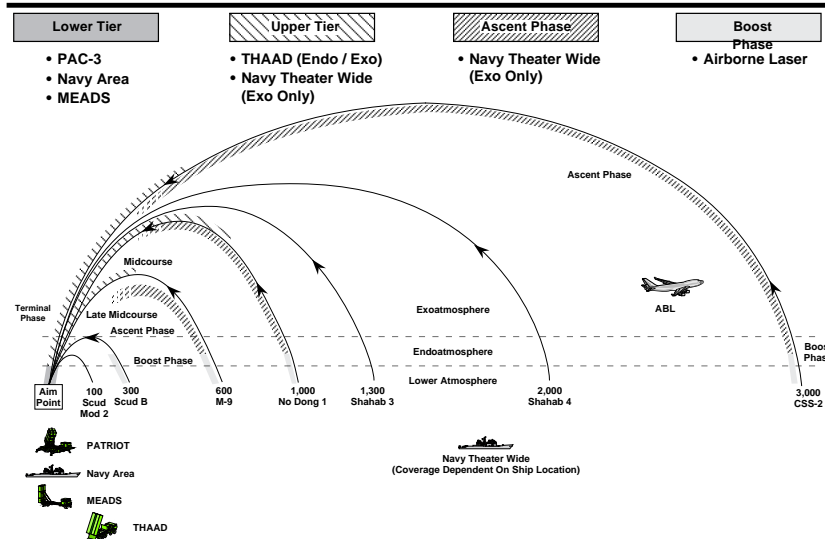 Lower Tier
• PAC-3
• Navy Area
• MEADS
Upper Tier
• THAAD (Endo / Exo)
• Navy Theater Wide
(Exo Only)
Ascent Phase
• Navy Theater Wide
(Exo Only)
Boost
Phase
• Airborne Laser
Ascent Phase
Midcourse
ABL
Terminal
Phase
Late Midcourse
Exoatmosphere
Ascent Phase
Boost Phase
Endoatmosphere
Boost
Phas
Lower Atmosphere
Aim
Point
100
Scud
Mod 2
300
Scud B
600
M-9
1,000
No Dong 1
1,300
Shahab 3
2,000
Shahab 4
3,000
CSS-2
PATRIOT
Navy Area
MEADS
THAAD
Navy Theater Wide
(Coverage Dependent On Ship Location)